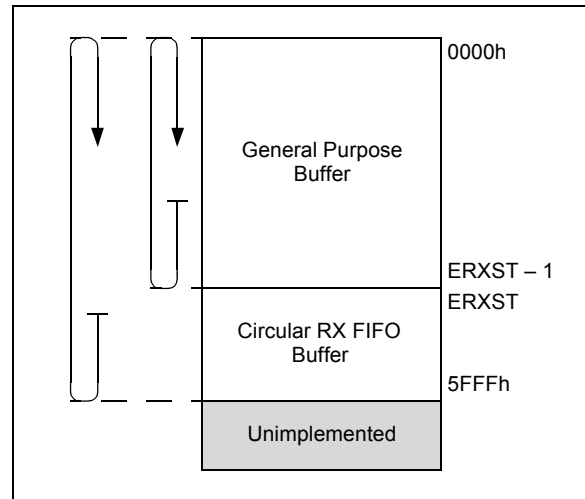 0000h
General Purpose
Buffer
ERXST – 1
ERXST
Circular RX FIFO
Buffer
5FFFh
Unimplemented